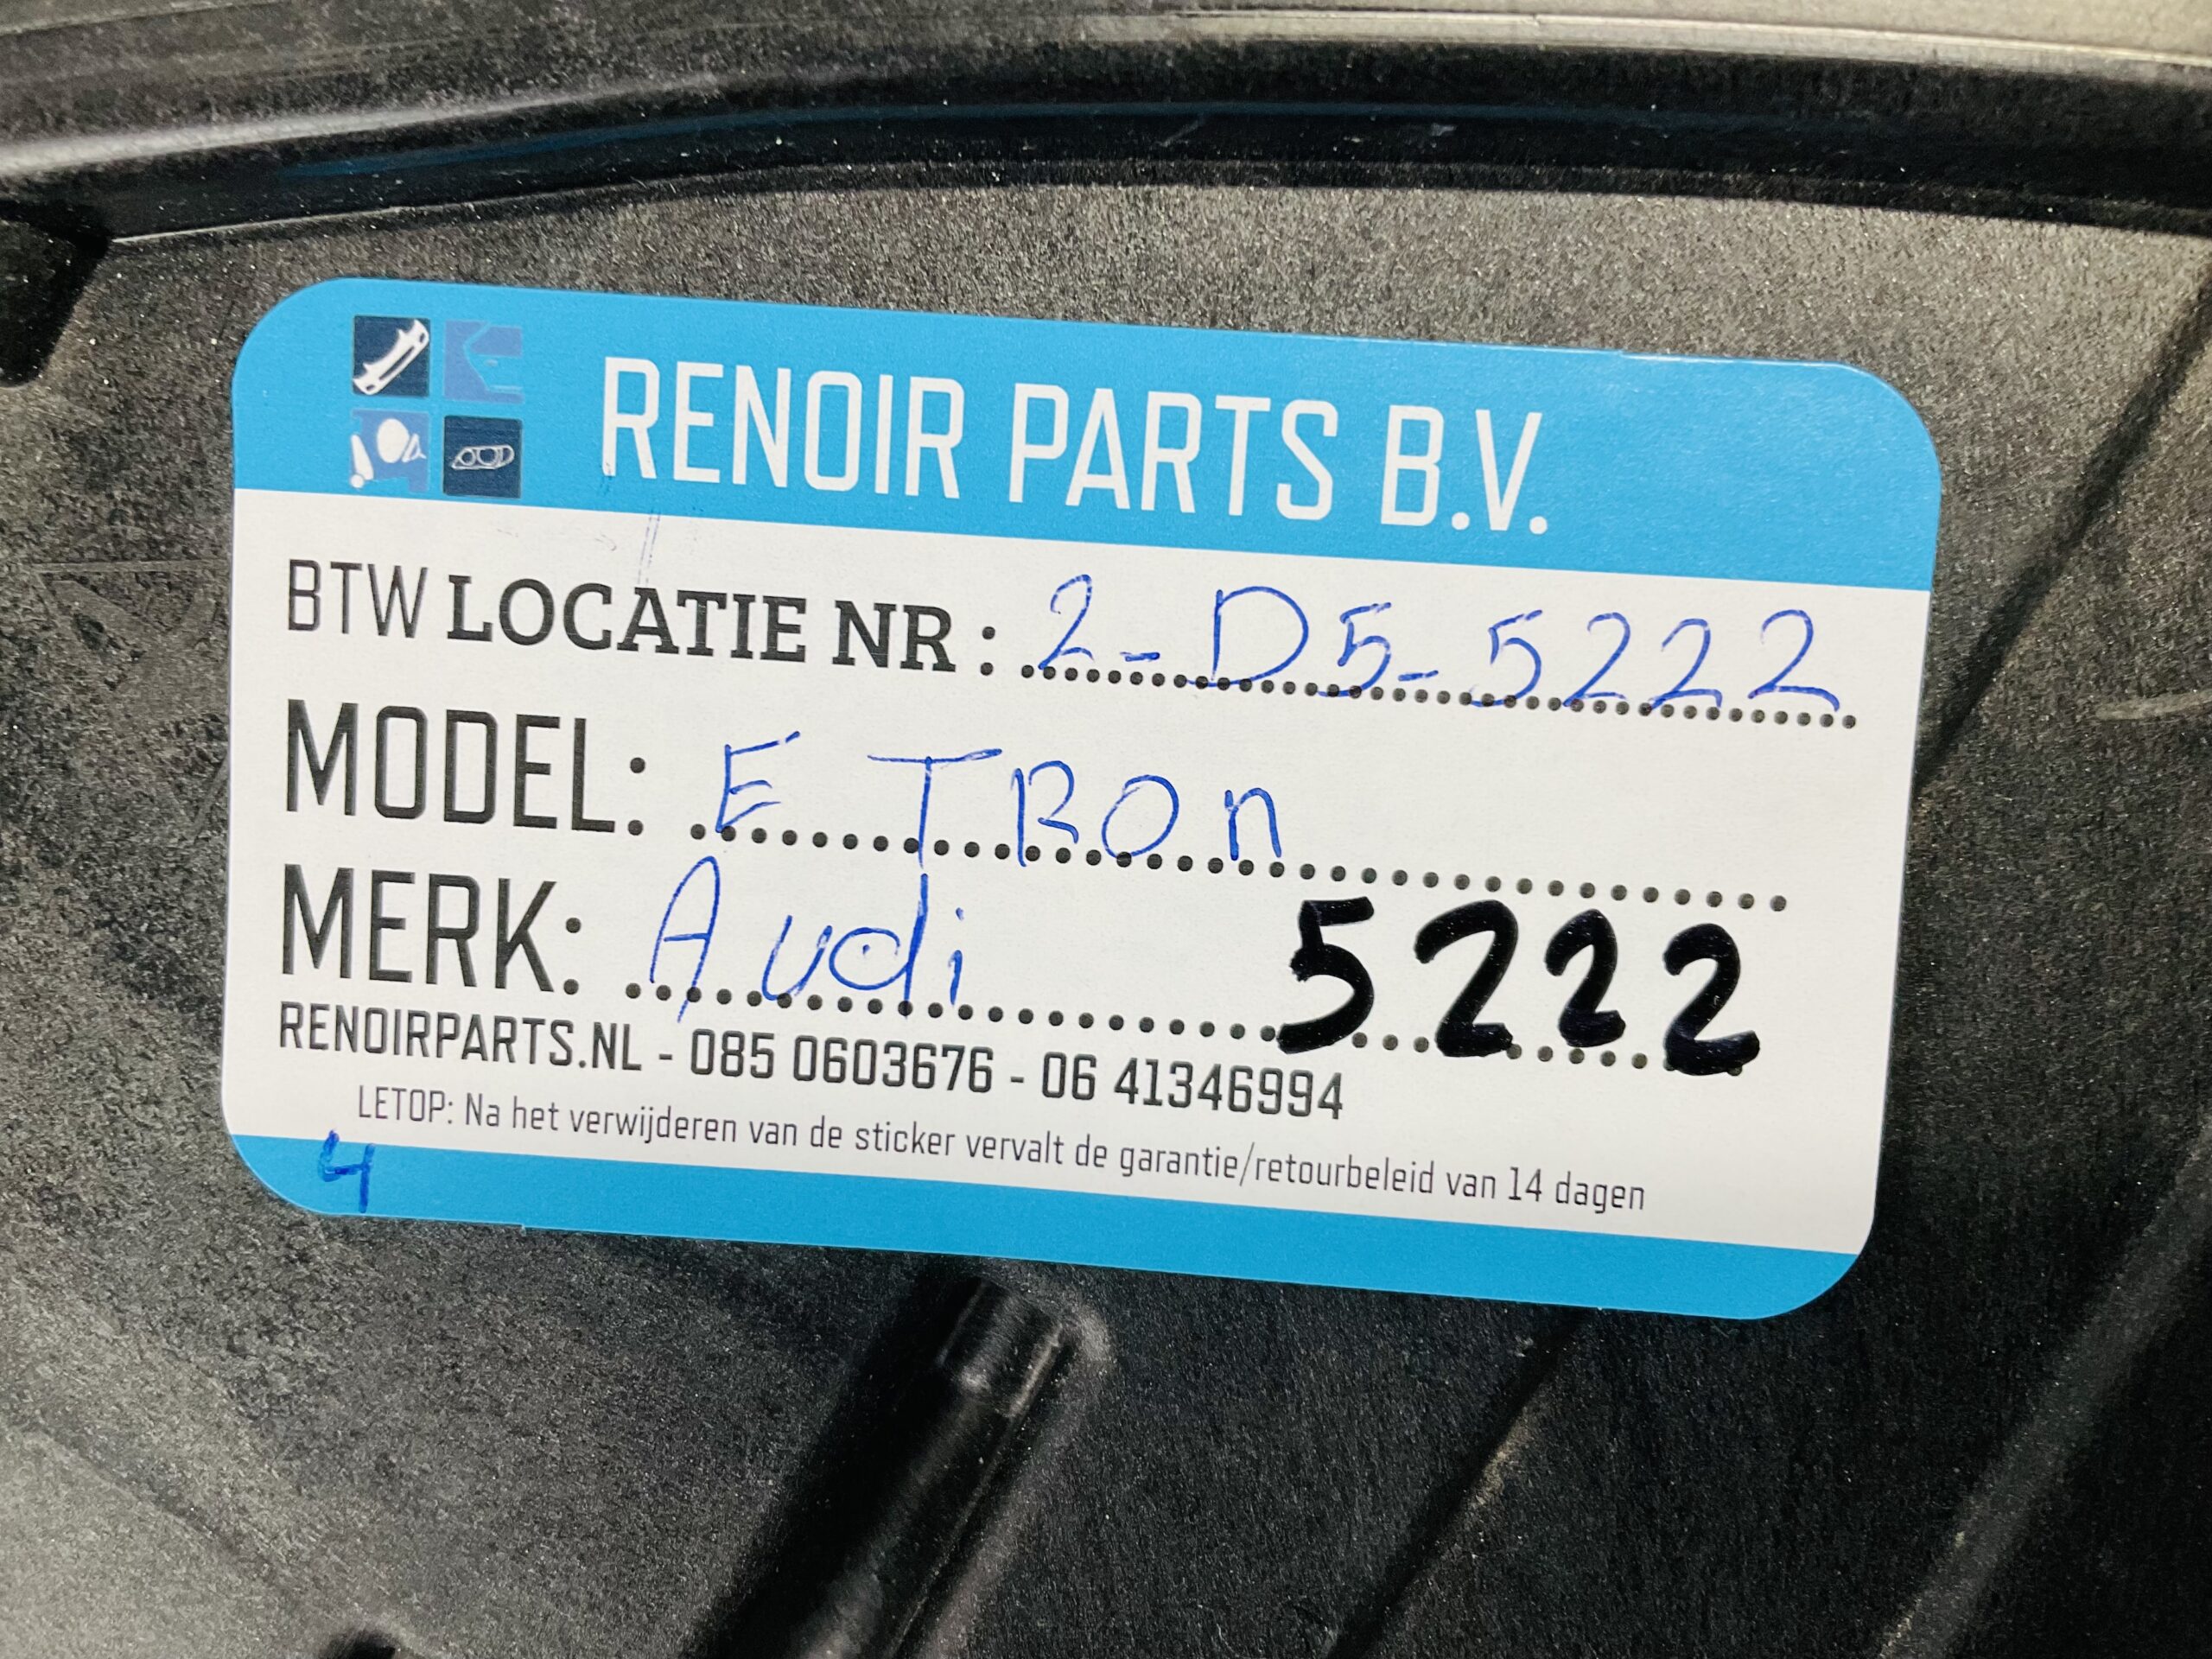 RENOIR PARTS B.V.
BTW LOCATIE NR : 2-D5-5222
MODEL: E TRon
MERK: Audi 5222
RENOIRPARTS.NL - 085 0603676 - 06 41346994
LETOP: Na het verwijderen van de sticker vervalt de garantie/retourbeleid van 14 dagen
4